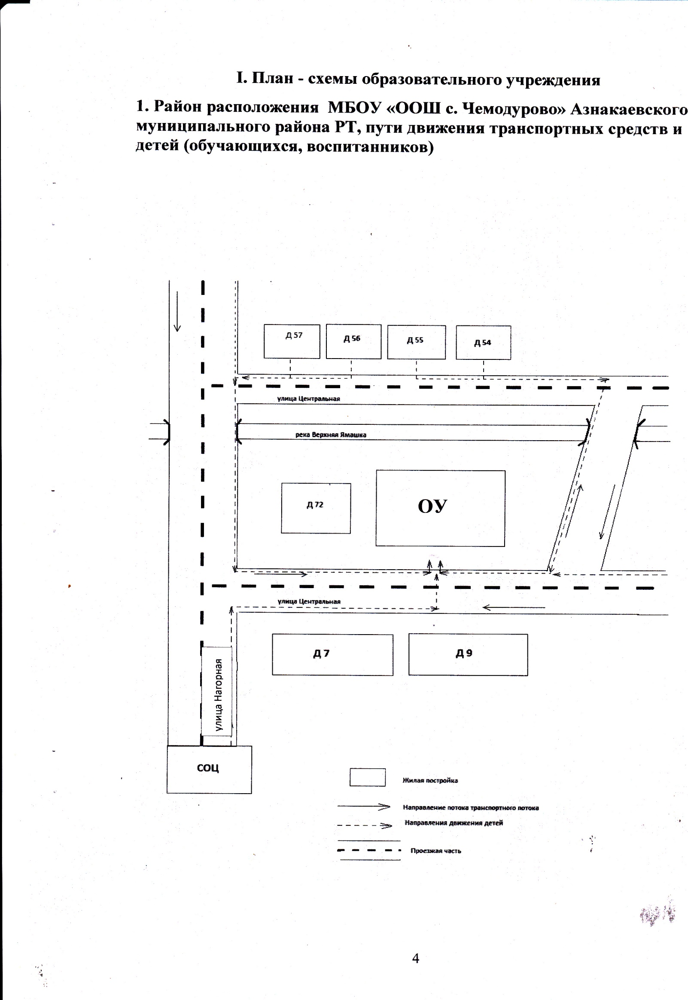 I. План - схемы образовательного учреждения
1. Район расположения МБОУ «ООШ с. Чемодурово» Азнакаевского
муниципального района РТ, пути движения транспортных средств и
детей (обучающихся, воспитанников)
Д 57
Д 56
Д 55
Д 54
улица Центральная
река Верхняя Ямашка
Д 72
ОУ
улица Центральная
Д 7
Д 9
улица Нагорная
СОЦ
Жилая постройка
Направление потока транспортного потока
Направления движения детей
Проезжая часть
4